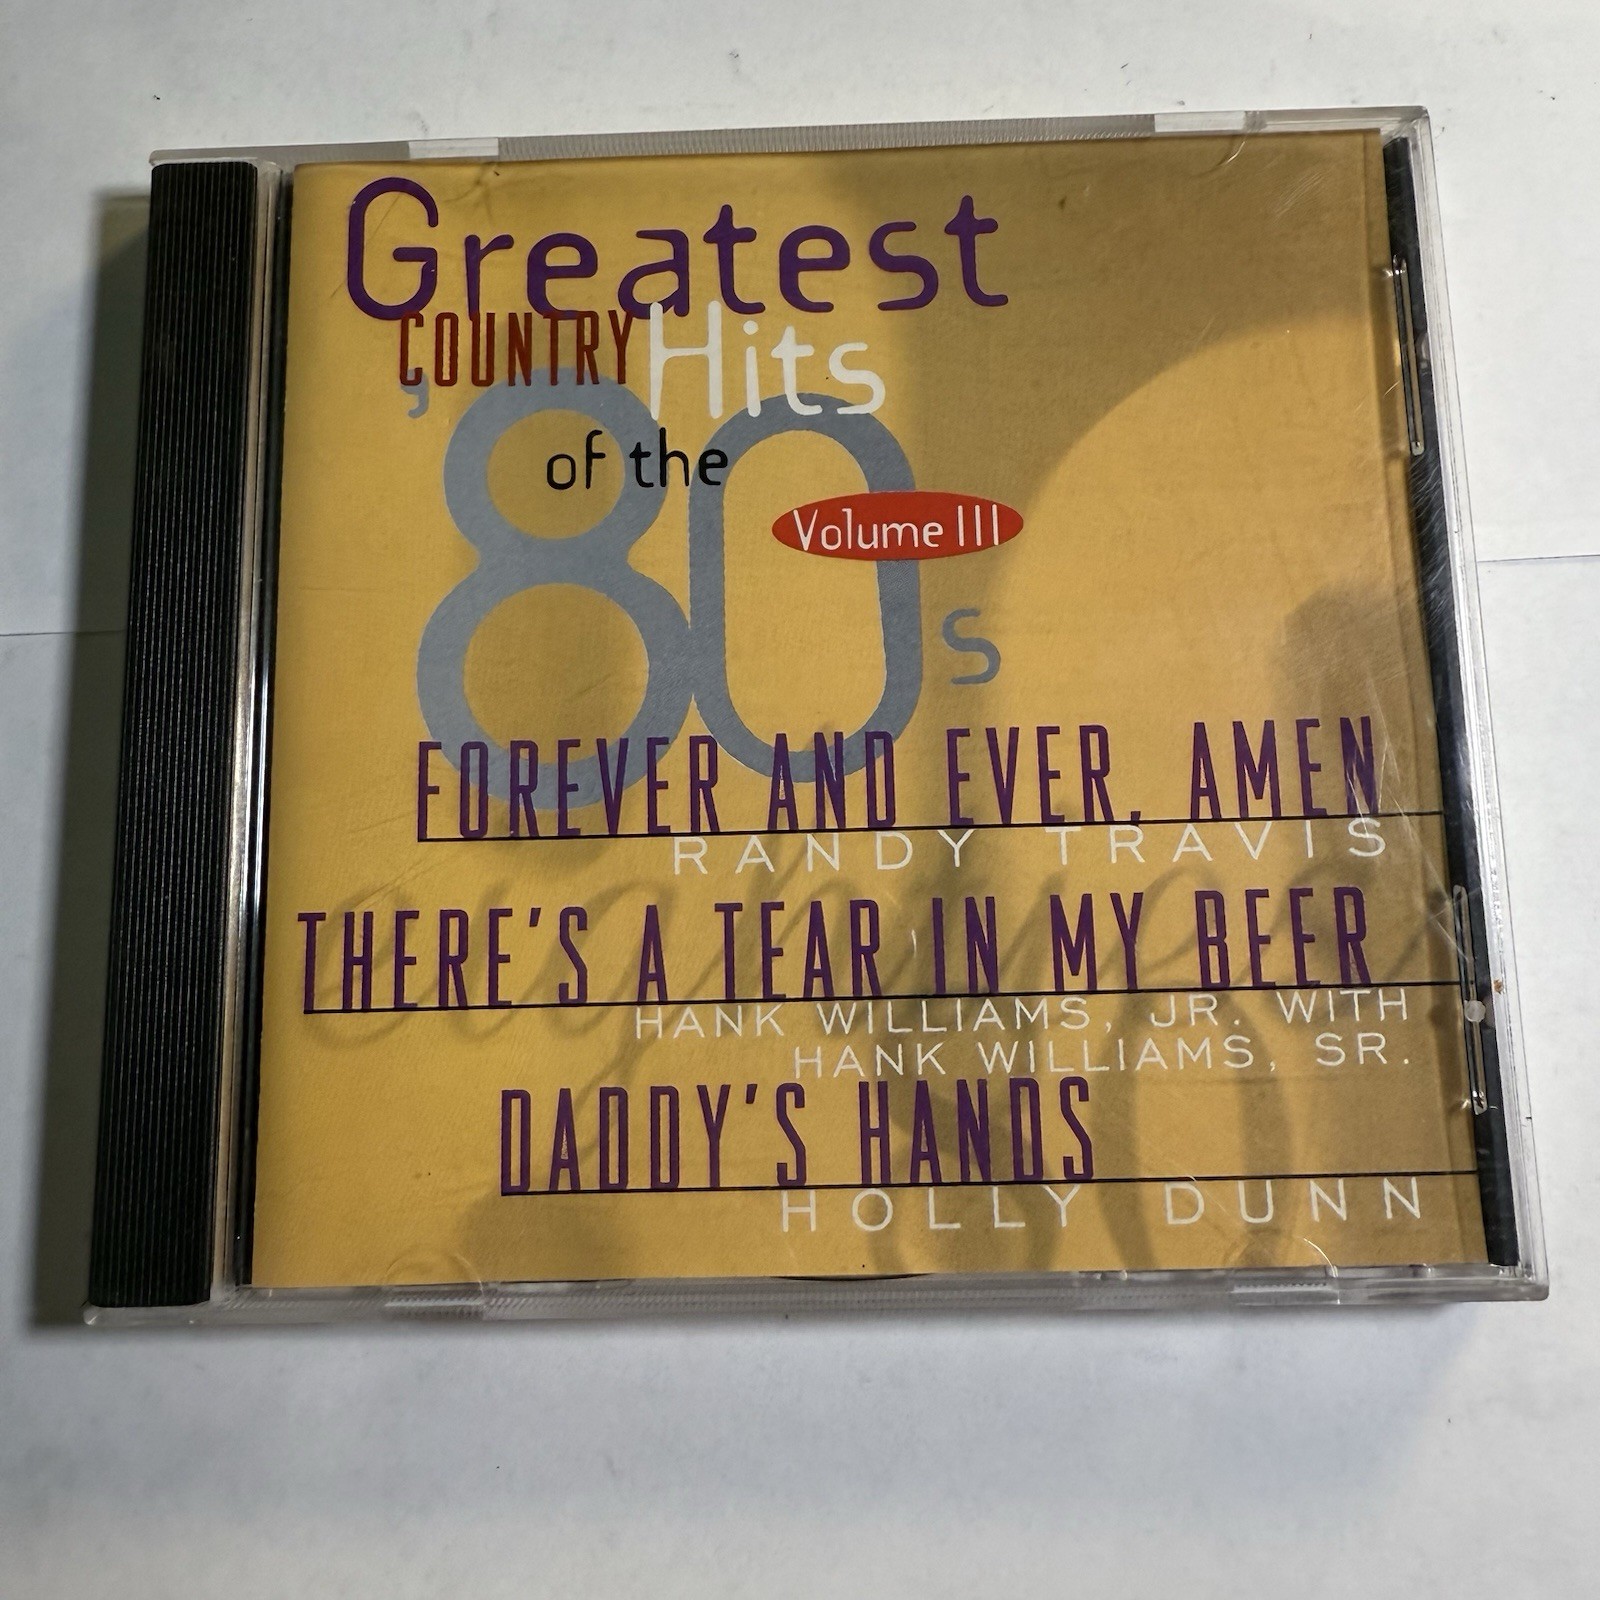 Greatest
COUNTRY Hits
of the
'80s
Volume III
FOREVER AND EVER, AMEN
RANDY TRAVIS
THERE'S A TEAR IN MY BEER
HANK WILLIAMS, JR. WITH
HANK WILLIAMS, SR.
DADDY'S HANDS
HOLLY DUNN